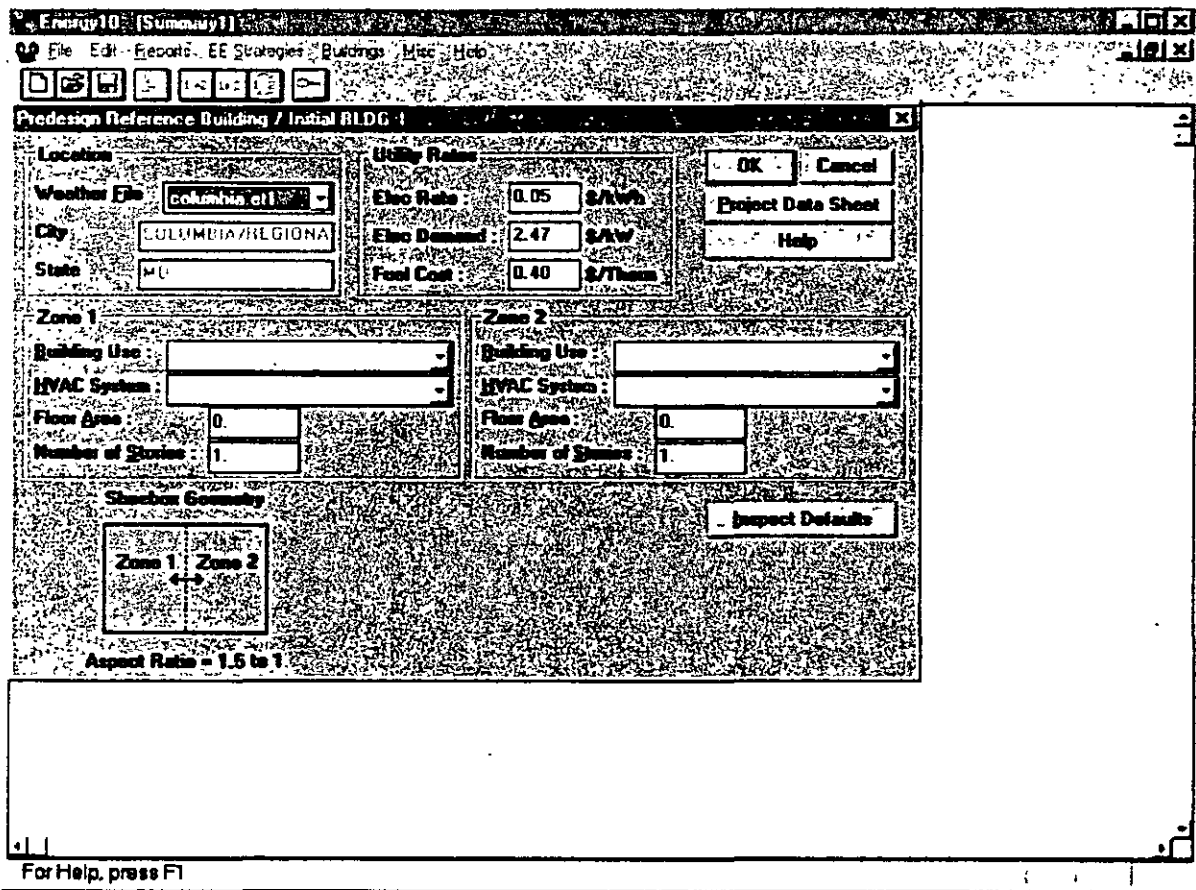 Energy10 - [Summary1]
File Edit Reports EE Strategies Buildings Misc Help
Predesign Reference Building / Initial BLDG-1
Location
Weather File columbia.et1
City COLUMBIA/REGIONA
State MO
Utility Rates
Elec Rate : 0.05 $/kWh
Elec Demand : 2.47 $/kW
Fuel Cost : 0.40 $/Therm
OK Cancel
Project Data Sheet
Help
Zone 1
Building Use :
HVAC System :
Floor Area : 0.
Number of Stories : 1.
Zone 2
Building Use :
HVAC System :
Floor Area : 0.
Number of Stories : 1.
Shoebox Geometry
Zone 1 Zone 2
Aspect Ratio = 1.5 to 1
Inspect Defaults
For Help, press F1